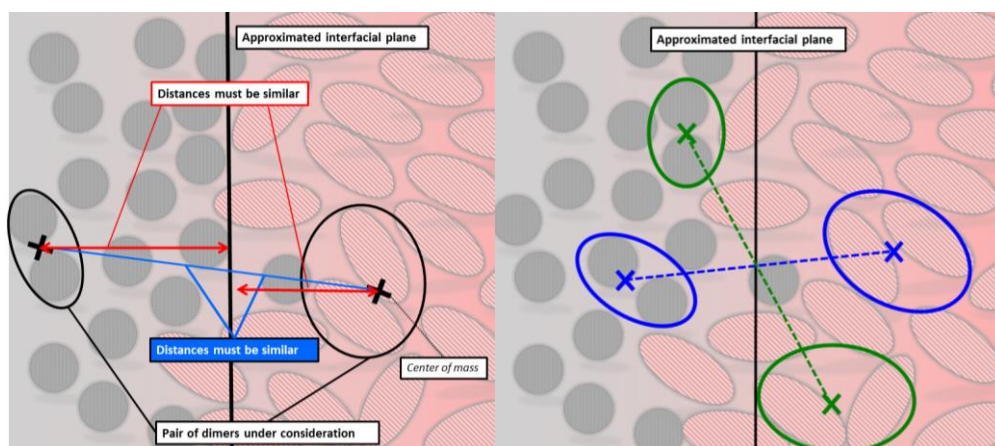 Approximated interfacial plane
Distances must be similar
Distances must be similar
Center of mass
Pair of dimers under consideration
Approximated interfacial plane